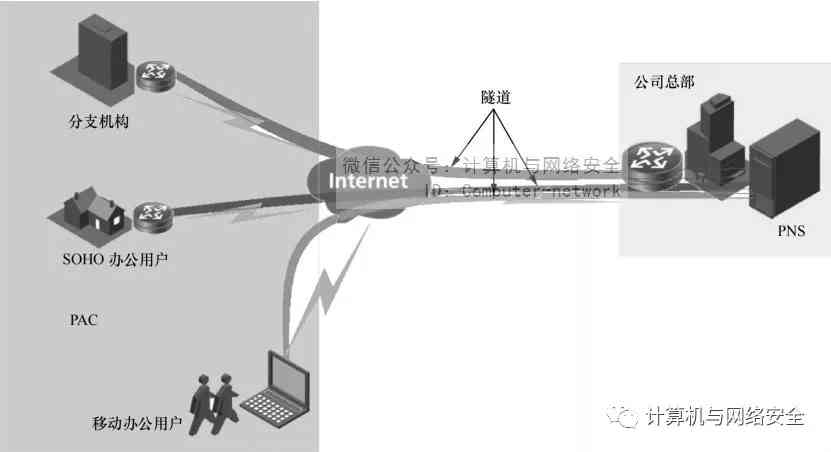 分支机构
隧道
公司总部
微信公众号：计算机与网络安全
Internet
ID：Computer-network
PNS
SOHO 办公用户
PAC
移动办公用户
计算机与网络安全